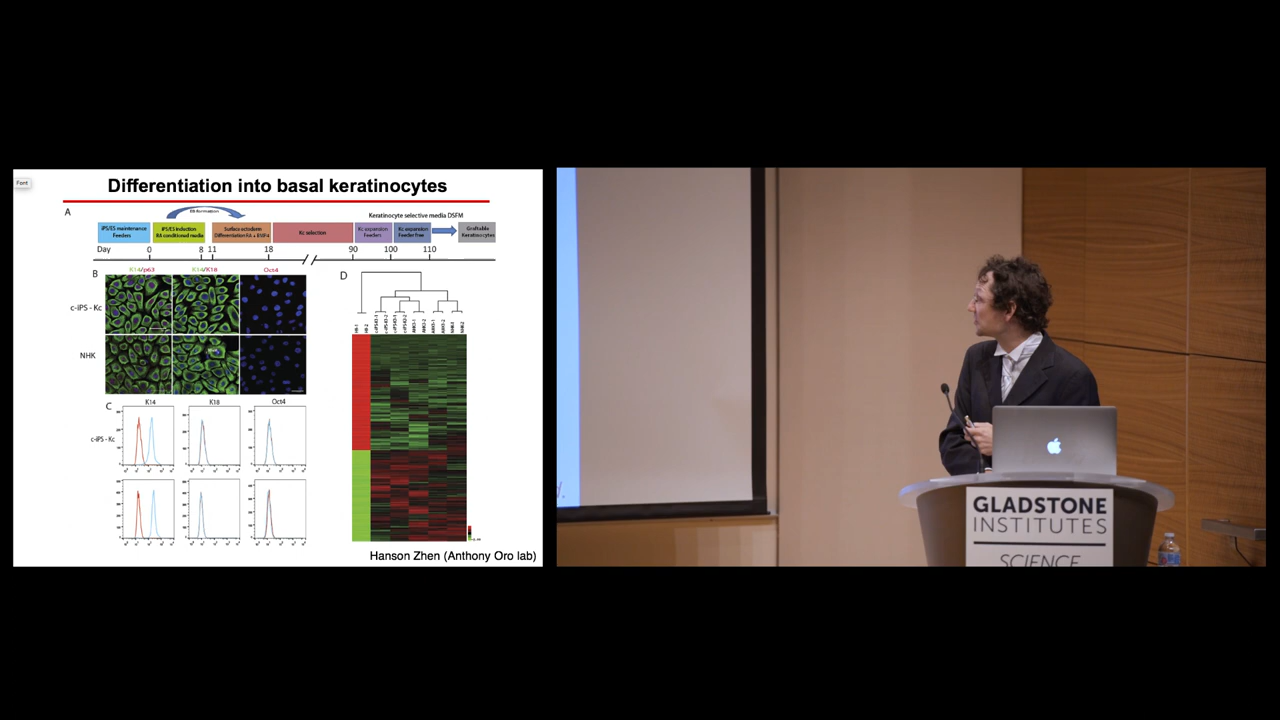 Font
Differentiation into basal keratinocytes
A
EB formation
Keratinocyte selective media DSFM
iPS/ES maintenance
Feeders
iPS/ES induction
RA conditioned media
Surface ectoderm
Differentiation RA + BMP4
Kc selection
Kc expansion
Feeders
Kc expansion
Feeder free
Graftable
Keratinocytes
Day 0 8 11 18 90 100 110
B
K14/p63 K14/K18 Oct4
c-iPS - Kc
NHK
D
C
K14 K18 Oct4
c-iPS - Kc
Hanson Zhen (Anthony Oro lab)
GLADSTONE
INSTITUTES
SCIENCE